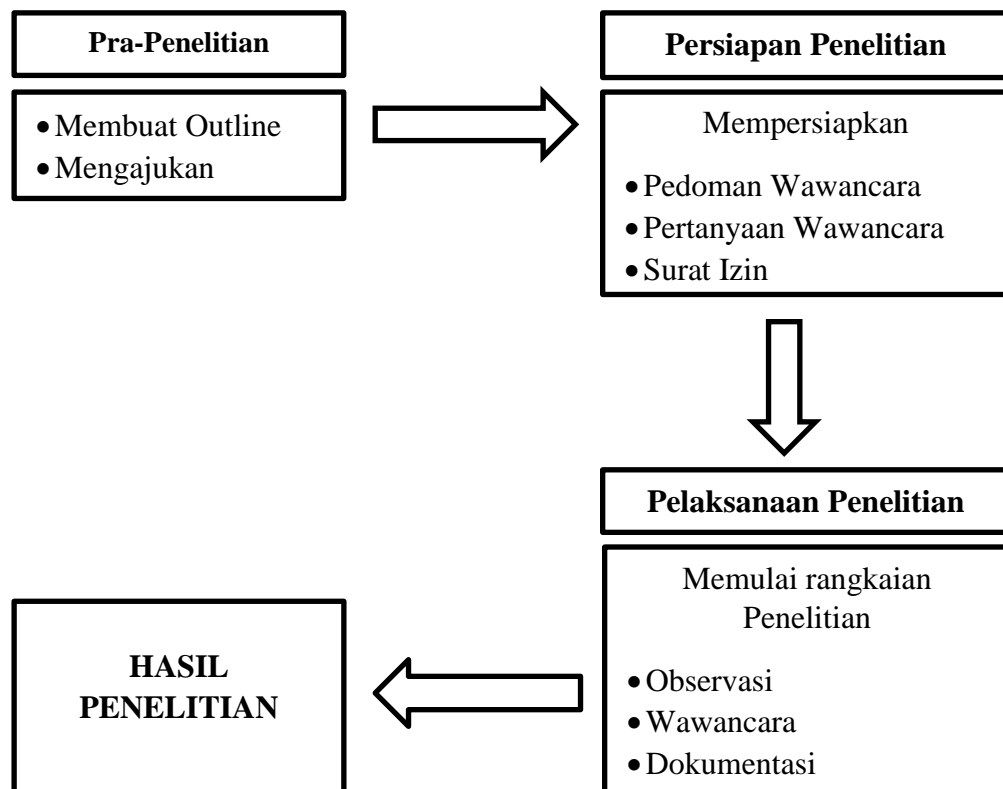 Pra-Penelitian
• Membuat Outline
• Mengajukan
Persiapan Penelitian
Mempersiapkan
• Pedoman Wawancara
• Pertanyaan Wawancara
• Surat Izin
Pelaksanaan Penelitian
Memulai rangkaian
Penelitian
• Observasi
• Wawancara
• Dokumentasi
HASIL
PENELITIAN